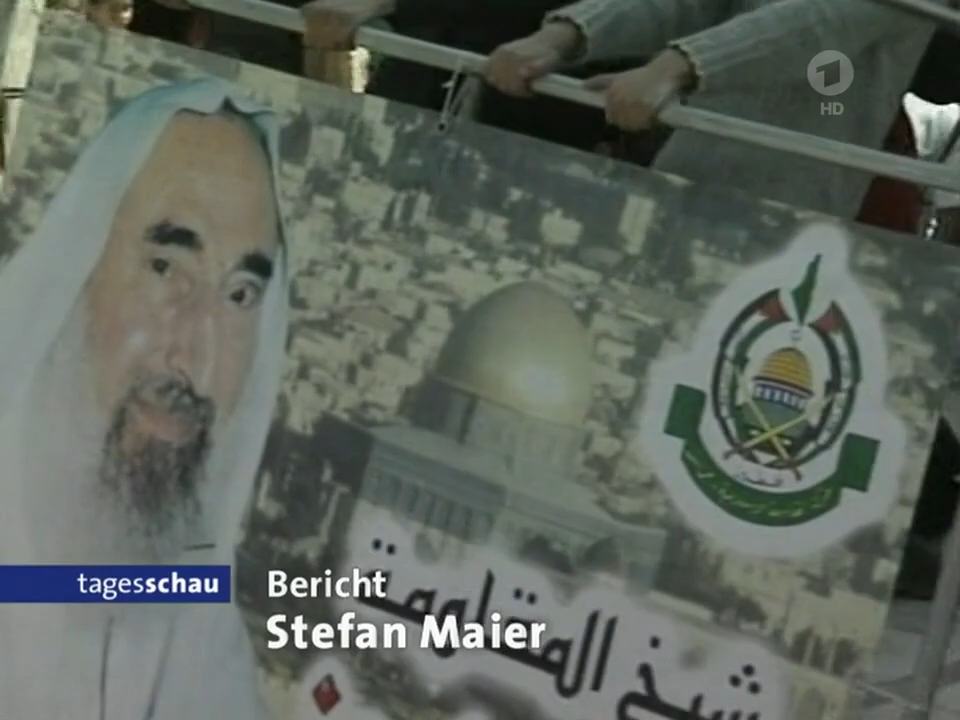 1
HD
tagesschau
Bericht
Stefan Maier
شيخ المقاومة